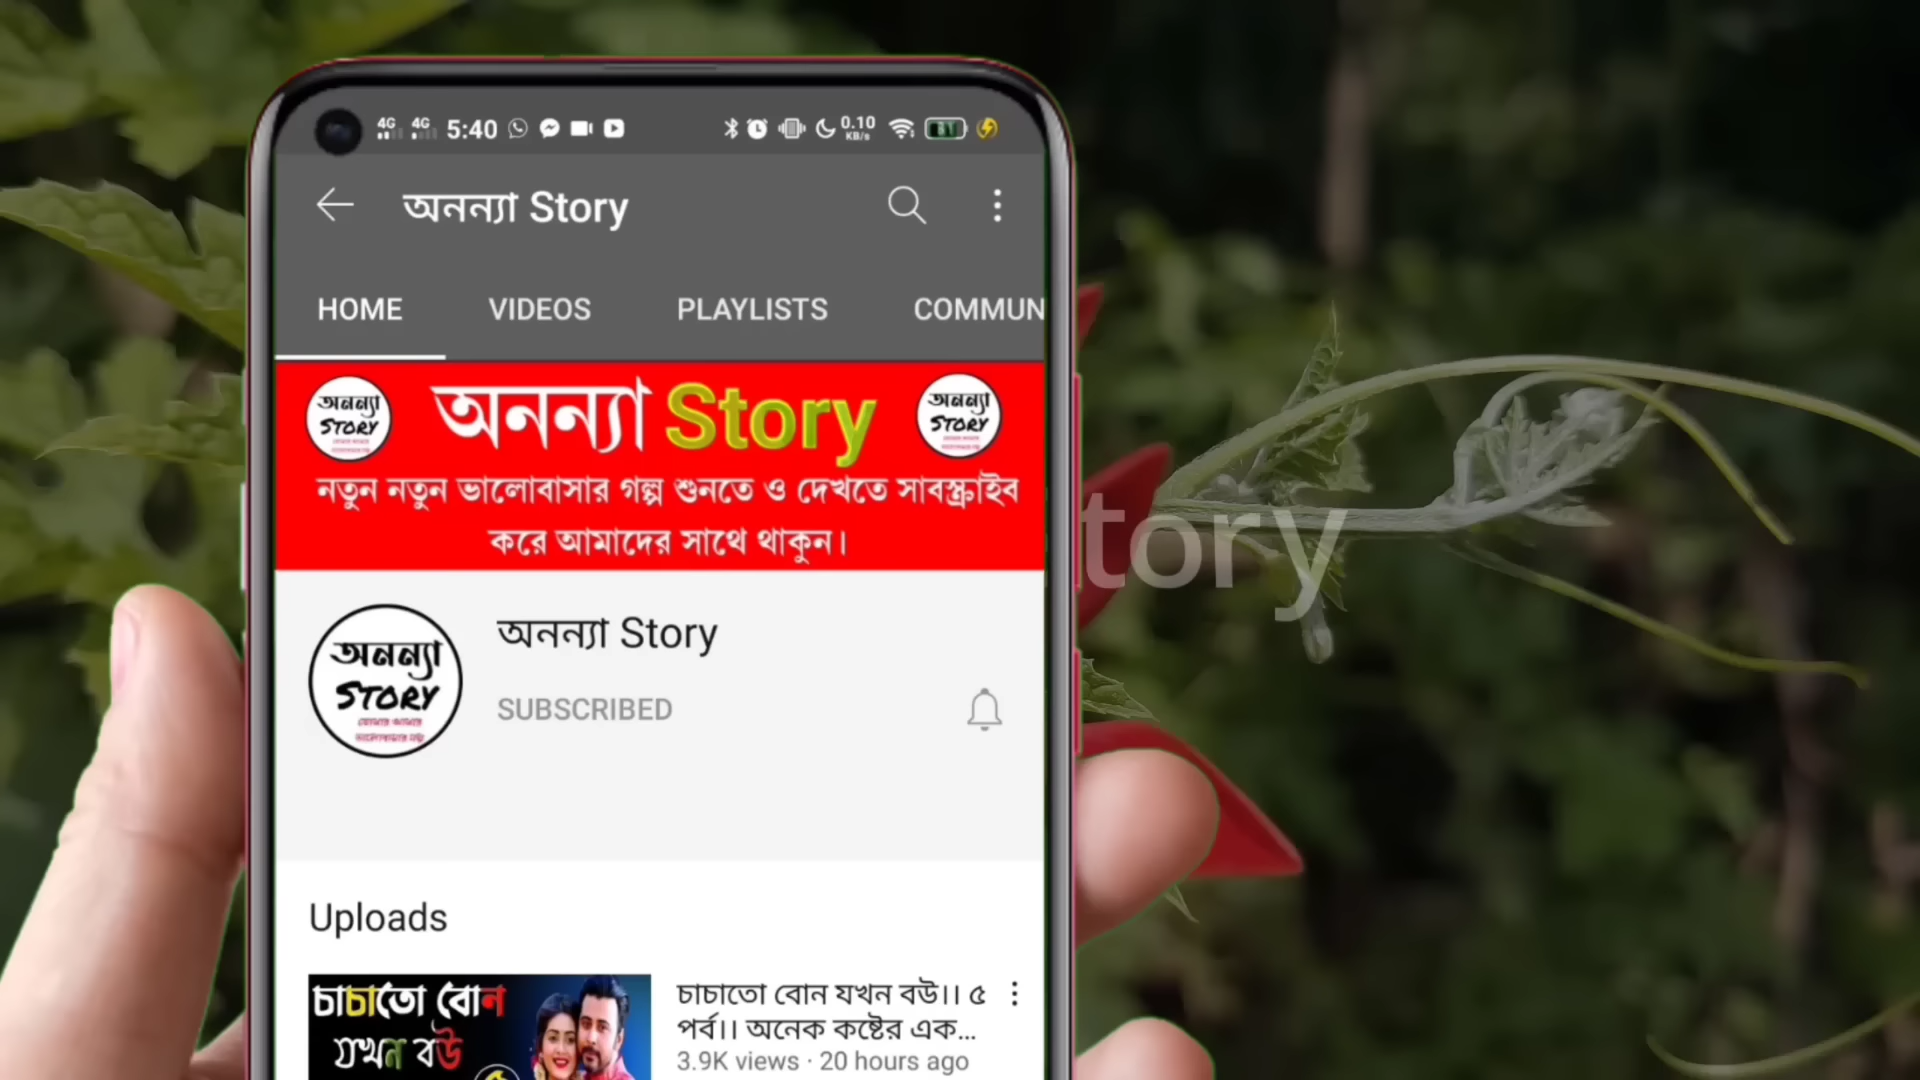 4G 4G 5:40 0.10 KB/s
অনন্যা Story
HOME VIDEOS PLAYLISTS COMMUN
অনন্যা STORY
অনন্যা Story
অনন্যা STORY
নতুন নতুন ভালোবাসার গল্প শুনতে ও দেখতে সাবস্ক্রাইব
করে আমাদের সাথে থাকুন।
tory
অনন্যা STORY
অনন্যা Story
SUBSCRIBED
Uploads
চাচাতো বোন
যখন বউ
চাচাতো বোন যখন বউ।। ৫
পর্ব।। অনেক কষ্টের এক...
3.9K views · 20 hours ago